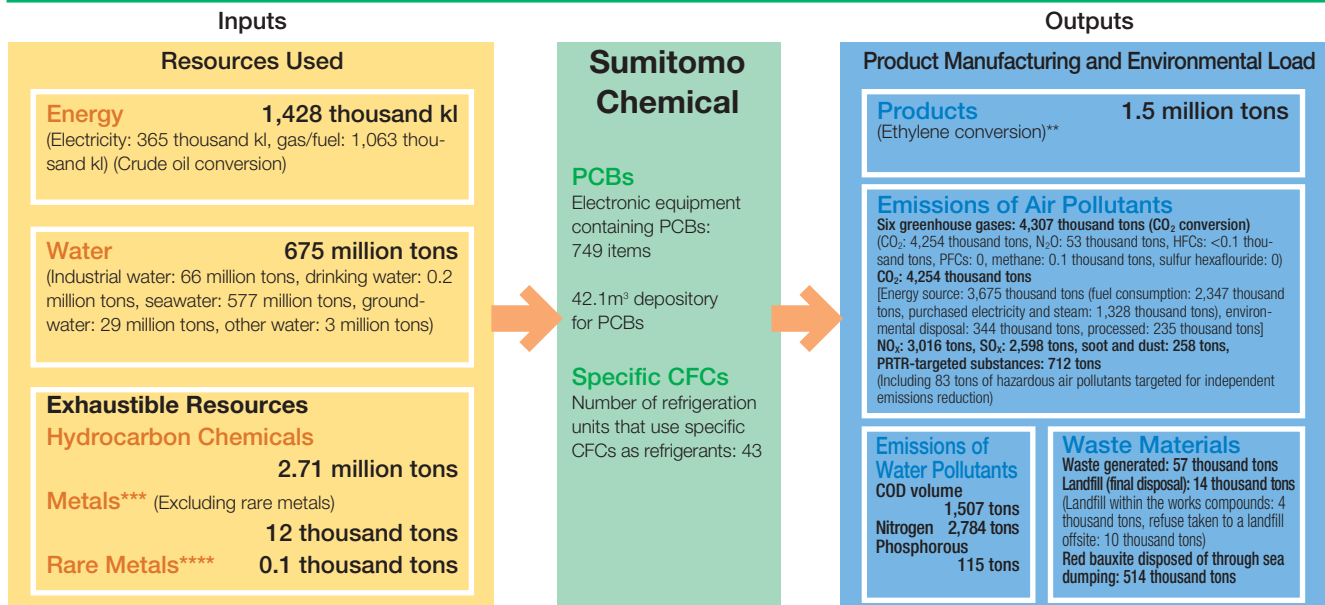 Inputs
Outputs
Resources Used
Energy 1,428 thousand kl
(Electricity: 365 thousand kl, gas/fuel: 1,063 thou-
sand kl) (Crude oil conversion)
Water 675 million tons
(Industrial water: 66 million tons, drinking water: 0.2
million tons, seawater: 577 million tons, ground-
water: 29 million tons, other water: 3 million tons)
Exhaustible Resources
Hydrocarbon Chemicals
2.71 million tons
Metals*** (Excluding rare metals)
12 thousand tons
Rare Metals**** 0.1 thousand tons
Sumitomo
Chemical
PCBs
Electronic equipment
containing PCBs:
749 items
42.1m³ depository
for PCBs
Specific CFCs
Number of refrigeration
units that use specific
CFCs as refrigerants: 43
Product Manufacturing and Environmental Load
Products 1.5 million tons
(Ethylene conversion)**
Emissions of Air Pollutants
Six greenhouse gases: 4,307 thousand tons (CO₂ conversion)
(CO₂: 4,254 thousand tons, N₂O: 53 thousand tons, HFCs: <0.1 thou-
sand tons, PFCs: 0, methane: 0.1 thousand tons, sulfur hexaflouride: 0)
CO₂: 4,254 thousand tons
[Energy source: 3,675 thousand tons (fuel consumption: 2,347 thousand
tons, purchased electricity and steam: 1,328 thousand tons), environ-
mental disposal: 344 thousand tons, processed: 235 thousand tons]
NOx: 3,016 tons, SOx: 2,598 tons, soot and dust: 258 tons,
PRTR-targeted substances: 712 tons
(Including 83 tons of hazardous air pollutants targeted for independent
emissions reduction)
Emissions of
Water Pollutants
COD volume
1,507 tons
Nitrogen 2,784 tons
Phosphorous
115 tons
Waste Materials
Waste generated: 57 thousand tons
Landfill (final disposal): 14 thousand tons
(Landfill within the works compounds: 4
thousand tons, refuse taken to a landfill
offsite: 10 thousand tons)
Red bauxite disposed of through sea
dumping: 514 thousand tons